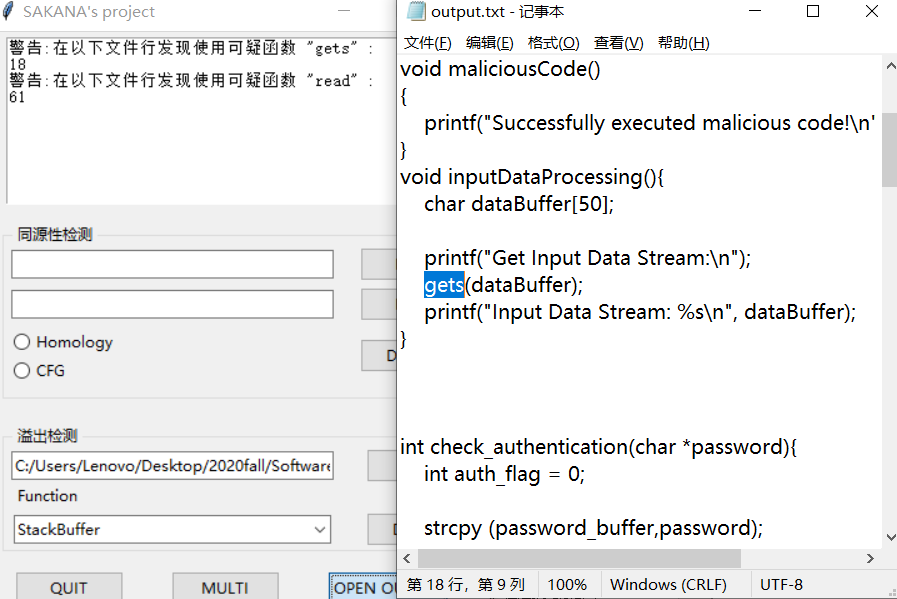 SAKANA's project
警告:在以下文件行发现使用可疑函数 "gets" :
18
警告:在以下文件行发现使用可疑函数 "read" :
61
同源性检测
Homology
CFG
D
溢出检测
C:/Users/Lenovo/Desktop/2020fall/Software
Function
StackBuffer
QUIT
MULTI
OPEN OU
output.txt - 记事本
文件(F) 编辑(E) 格式(O) 查看(V) 帮助(H)
void maliciousCode()
{
printf("Successfully executed malicious code!\n'
}
void inputDataProcessing(){
char dataBuffer[50];
printf("Get Input Data Stream:\n");
gets(dataBuffer);
printf("Input Data Stream: %s\n", dataBuffer);
}
int check_authentication(char *password){
int auth_flag = 0;
strcpy (password_buffer,password);
第 18 行，第 9 列
100%
Windows (CRLF)
UTF-8